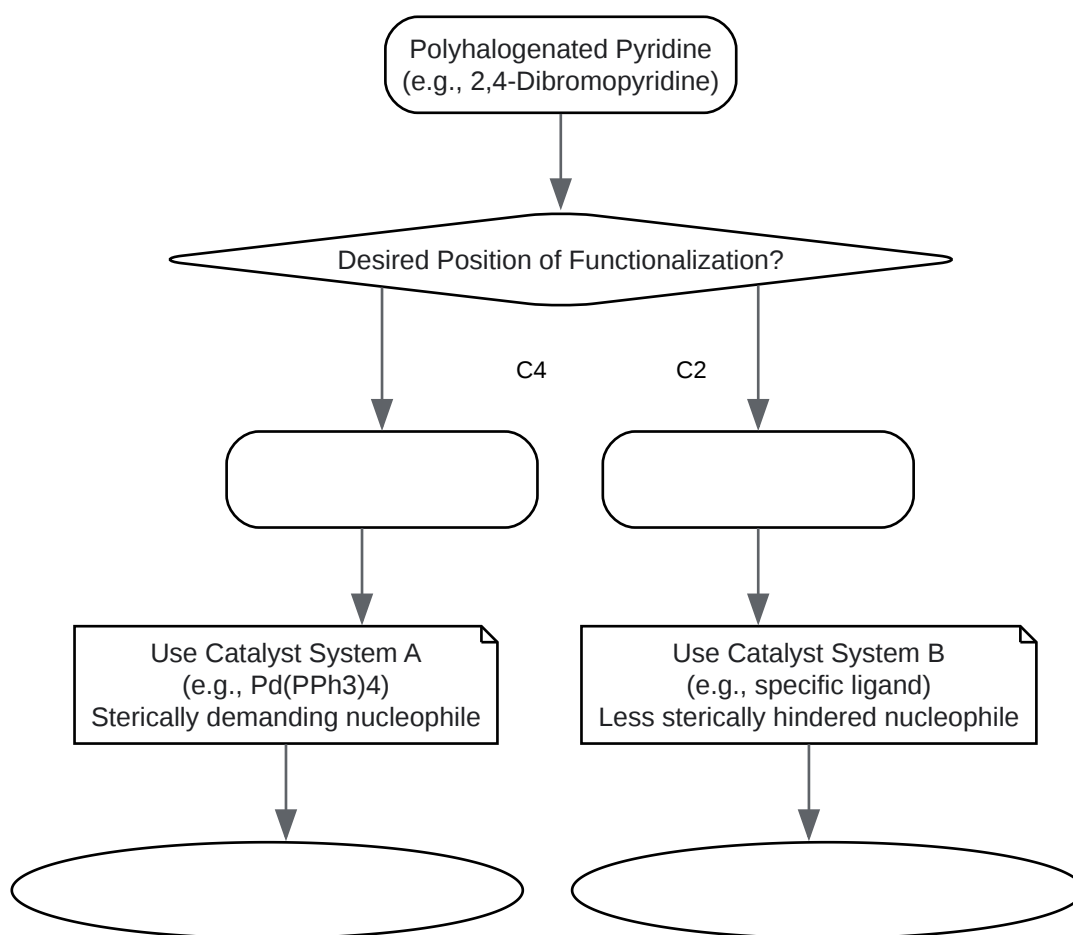 Polyhalogenated Pyridine
(e.g., 2,4-Dibromopyridine)
Desired Position of Functionalization?
C4
C2
Use Catalyst System A
(e.g., Pd(PPh3)4)
Sterically demanding nucleophile
Use Catalyst System B
(e.g., specific ligand)
Less sterically hindered nucleophile